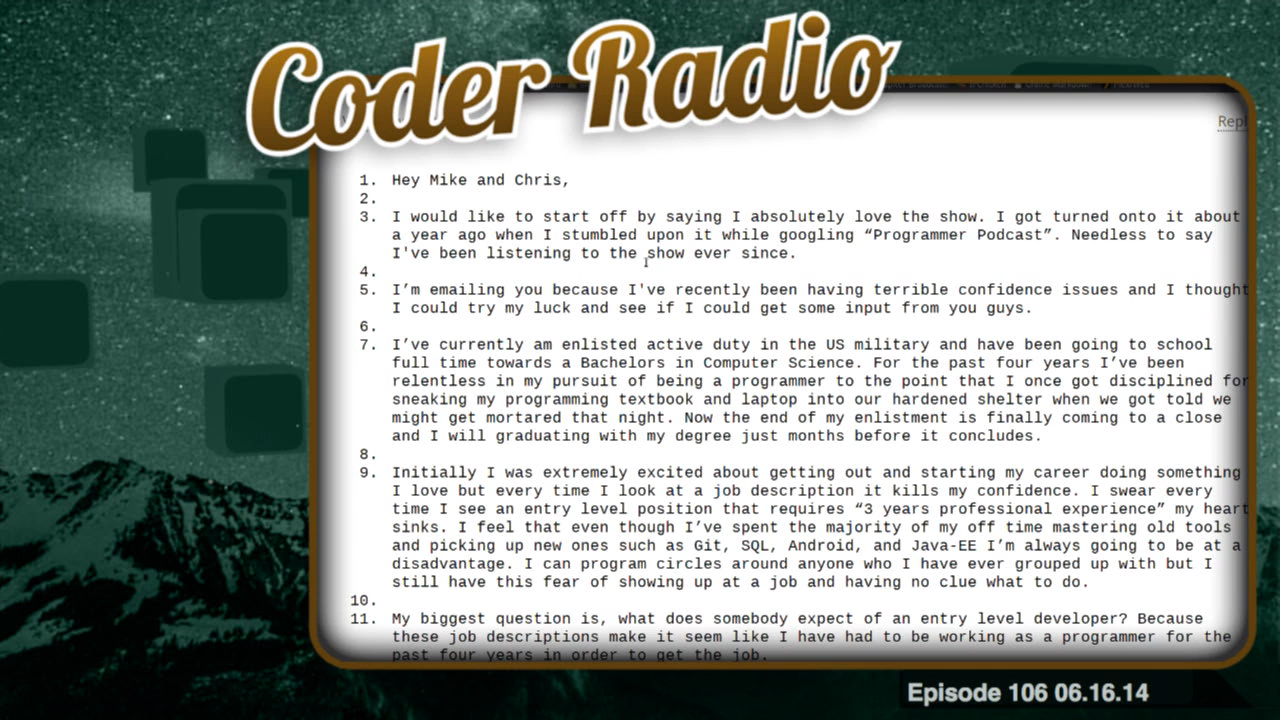 Coder Radio
1. Hey Mike and Chris,
2.
3. I would like to start off by saying I absolutely love the show. I got turned onto it about
a year ago when I stumbled upon it while googling “Programmer Podcast”. Needless to say
I've been listening to the show ever since.
4.
5. I’m emailing you because I've recently been having terrible confidence issues and I thought
I could try my luck and see if I could get some input from you guys.
6.
7. I’ve currently am enlisted active duty in the US military and have been going to school
full time towards a Bachelors in Computer Science. For the past four years I’ve been
relentless in my pursuit of being a programmer to the point that I once got disciplined for
sneaking my programming textbook and laptop into our hardened shelter when we got told we
might get mortared that night. Now the end of my enlistment is finally coming to a close
and I will graduating with my degree just months before it concludes.
8.
9. Initially I was extremely excited about getting out and starting my career doing something
I love but every time I look at a job description it kills my confidence. I swear every
time I see an entry level position that requires “3 years professional experience” my heart
sinks. I feel that even though I’ve spent the majority of my off time mastering old tools
and picking up new ones such as Git, SQL, Android, and Java-EE I’m always going to be at a
disadvantage. I can program circles around anyone who I have ever grouped up with but I
still have this fear of showing up at a job and having no clue what to do.
10.
11. My biggest question is, what does somebody expect of an entry level developer? Because
these job descriptions make it seem like I have had to be working as a programmer for the
past four years in order to get the job.
Episode 106 06.16.14